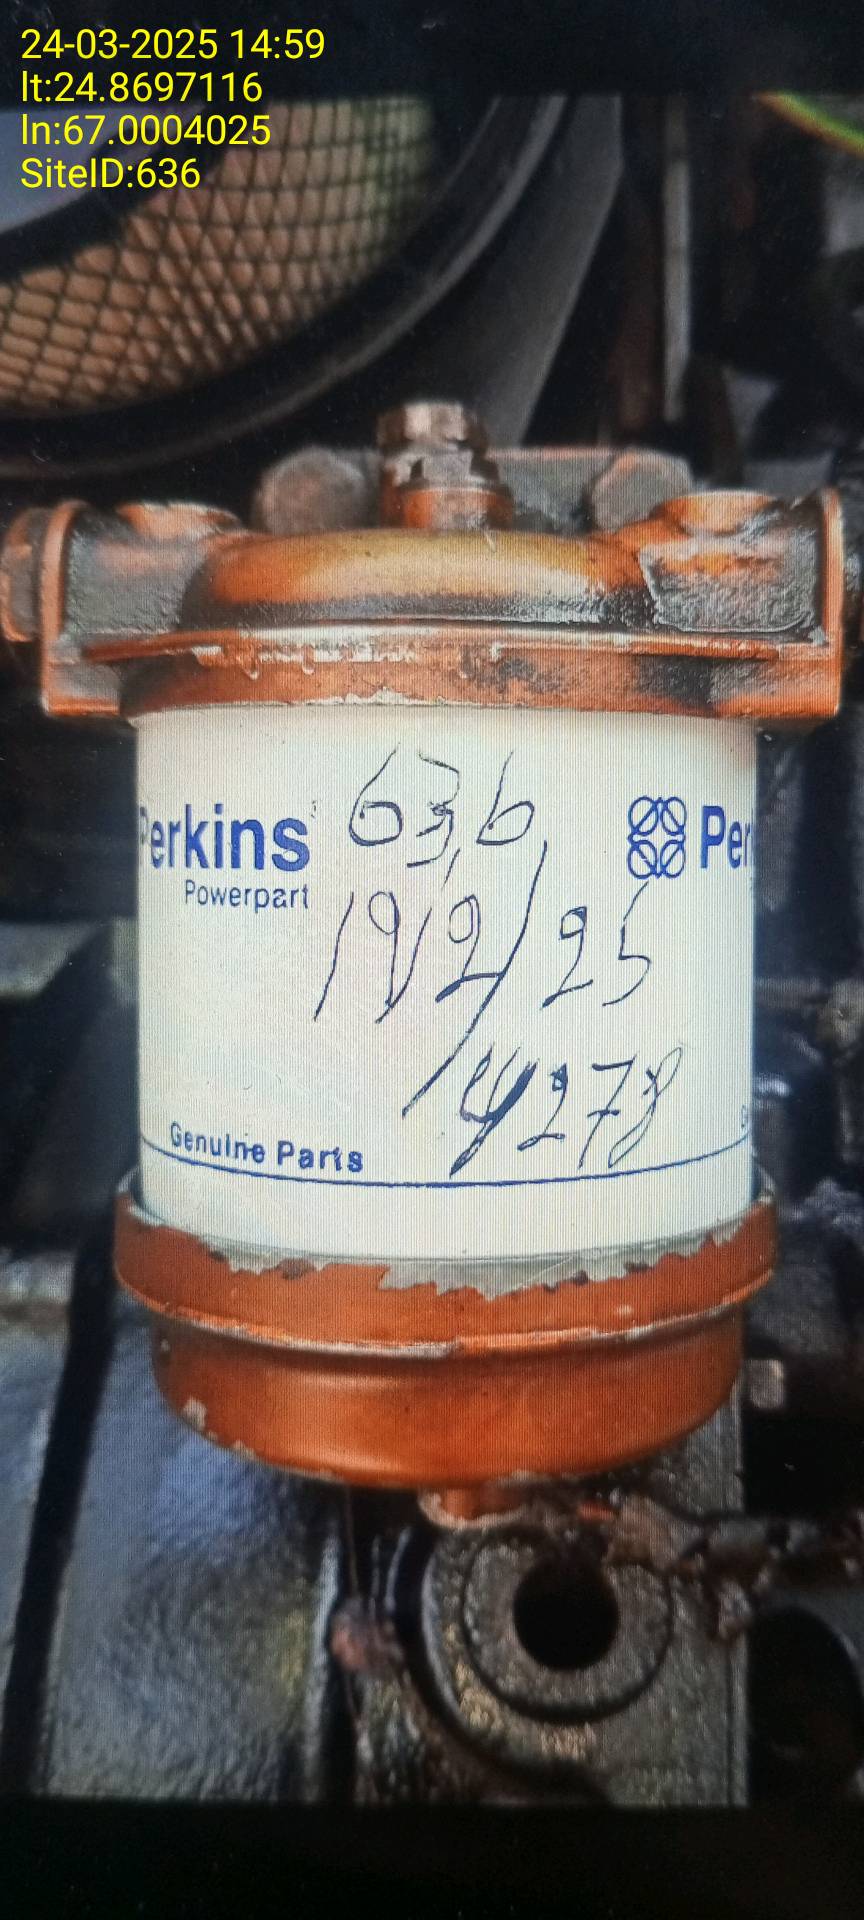 24-03-2025 14:59
lt:24.8697116
ln:67.0004025
SiteID:636
Perkins 636 Per
Powerpart
19/2/25
4278
Genuine Parts